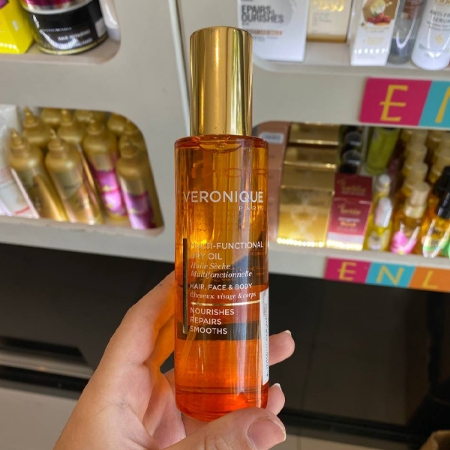 EPAIRS &
OURISHES
E
E N L
VERONIQUE
PARIS
MULTI-FUNCTIONAL
DRY OIL
Huile Sèche
Multifonctionnelle
HAIR, FACE & BODY
Cheveux, visage & corps
NOURISHES
REPAIRS
SMOOTHS